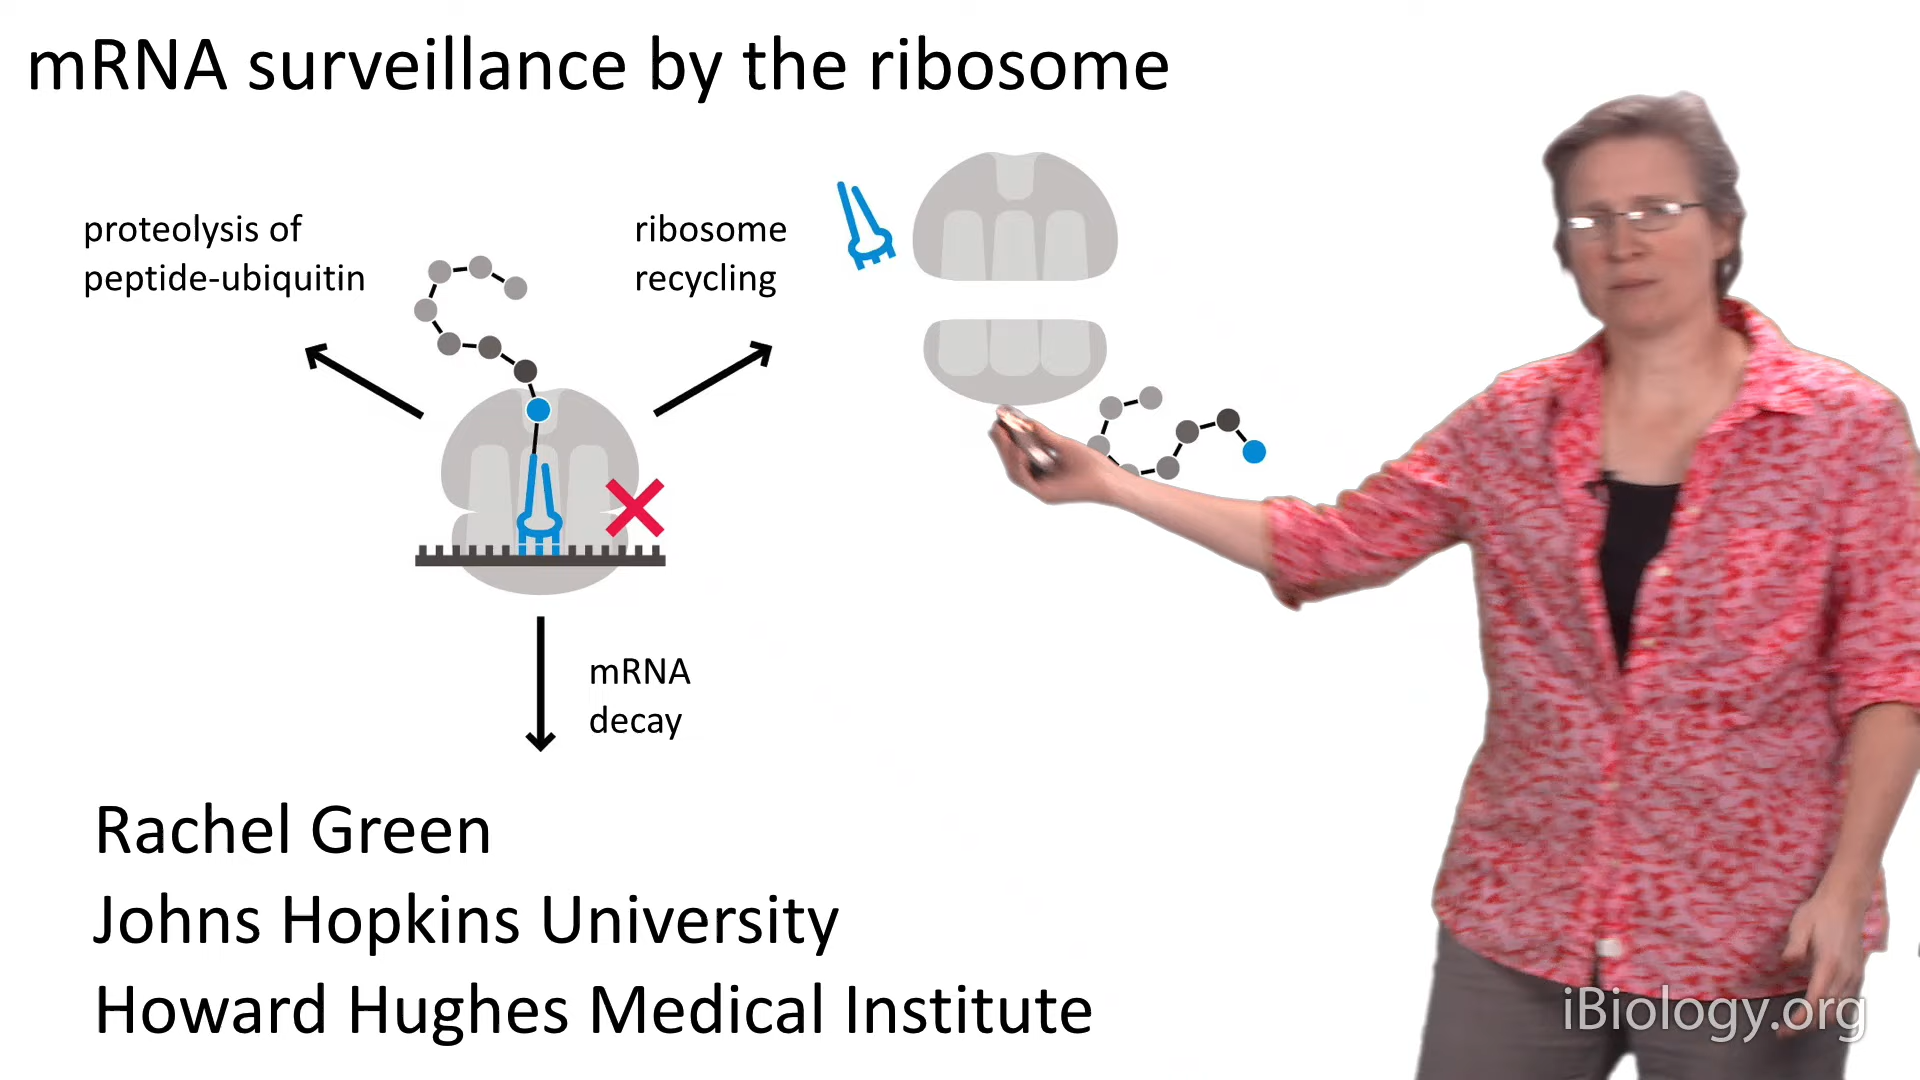 mRNA surveillance by the ribosome
proteolysis of
peptide-ubiquitin
ribosome
recycling
mRNA
decay
Rachel Green
Johns Hopkins University
Howard Hughes Medical Institute
iBiology.org